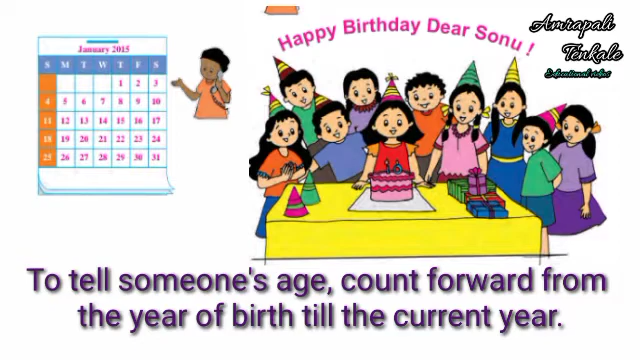 Happy Birthday Dear Sonu !
Amrapali
Tenkale
Educational videos
January 2015
S M T W T F S
1 2 3
4 5 6 7 8 9 10
11 12 13 14 15 16 17
18 19 20 21 22 23 24
25 26 27 28 29 30 31
To tell someone's age, count forward from
the year of birth till the current year.